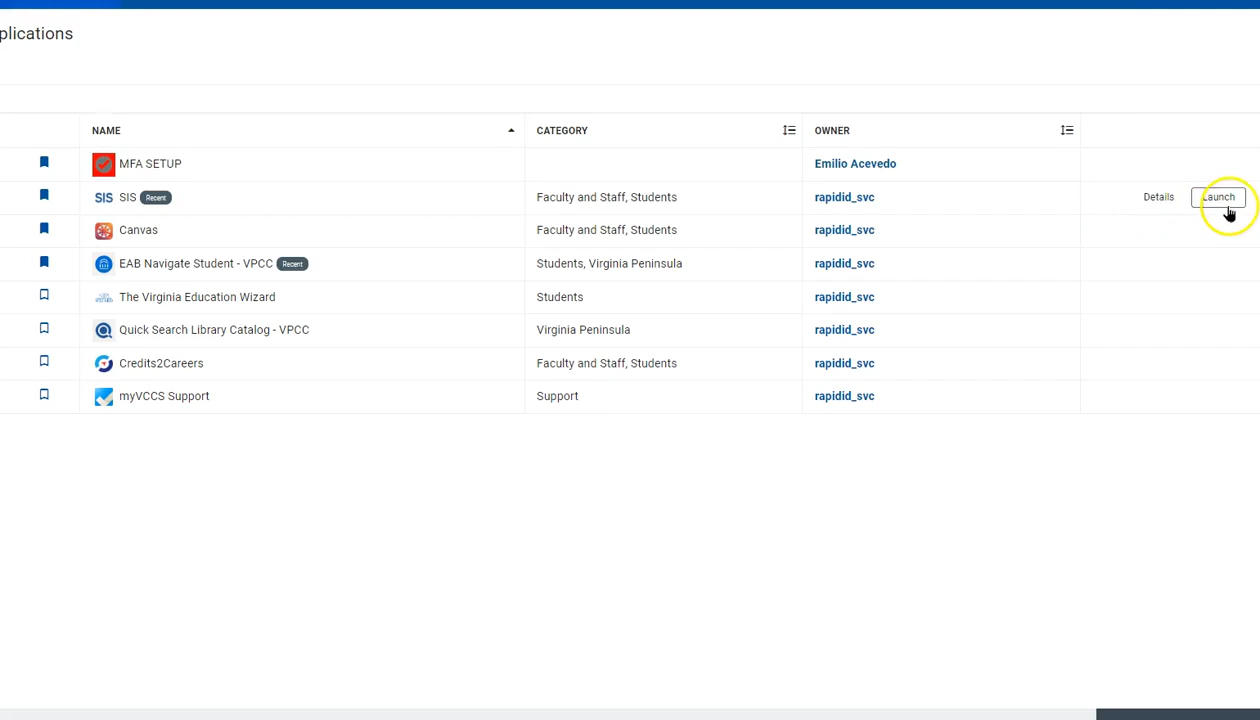 plications
NAME CATEGORY OWNER
MFA SETUP Emilio Acevedo
SIS SIS Recent Faculty and Staff, Students rapidid_svc Details Launch
Canvas Faculty and Staff, Students rapidid_svc
EAB Navigate Student - VPCC Recent Students, Virginia Peninsula rapidid_svc
The Virginia Education Wizard Students rapidid_svc
Quick Search Library Catalog - VPCC Virginia Peninsula rapidid_svc
Credits2Careers Faculty and Staff, Students rapidid_svc
myVCCS Support Support rapidid_svc